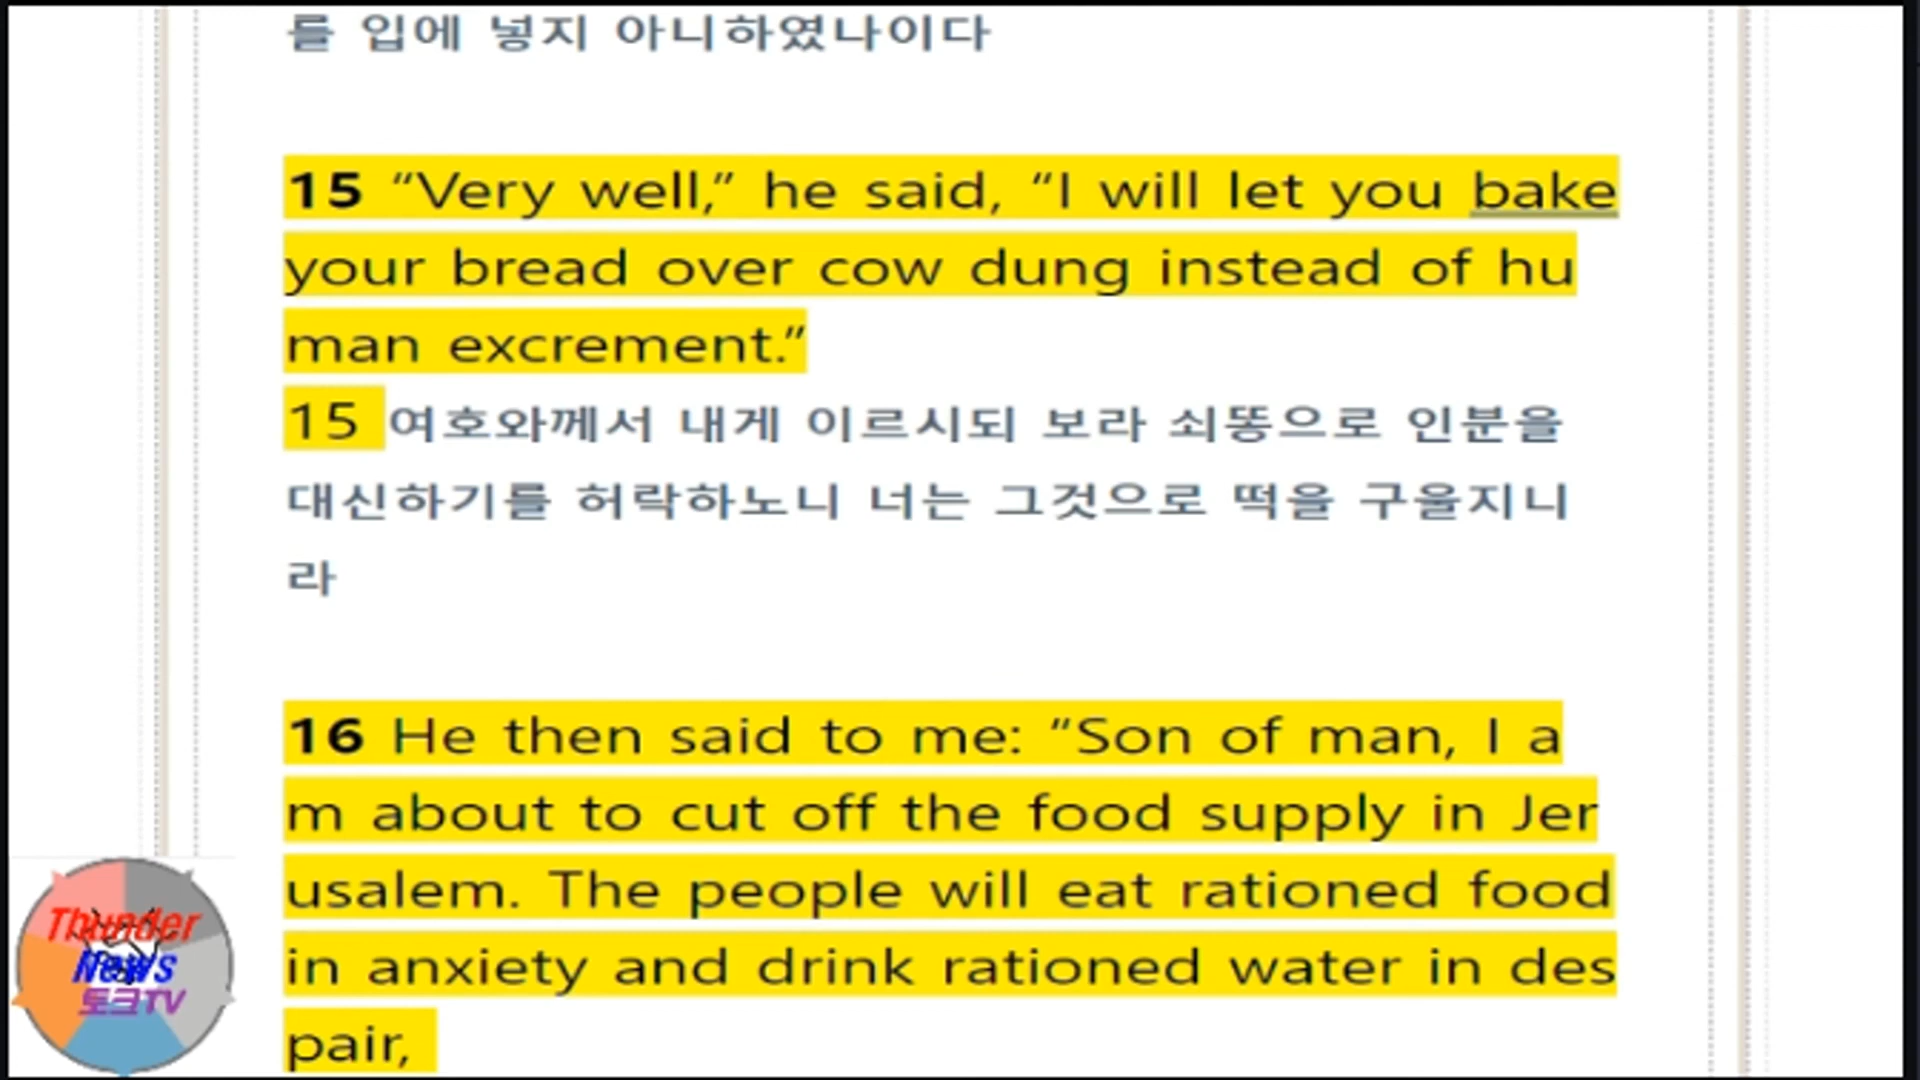 를 입에 넣지 아니하였나이다
15 “Very well,” he said, “I will let you bake
your bread over cow dung instead of hu
man excrement.”
15 여호와께서 내게 이르시되 보라 쇠똥으로 인분을
대신하기를 허락하노니 너는 그것으로 떡을 구울지니
라
16 He then said to me: “Son of man, I a
m about to cut off the food supply in Jer
usalem. The people will eat rationed food
in anxiety and drink rationed water in des
pair,
Thunder
News
토크TV